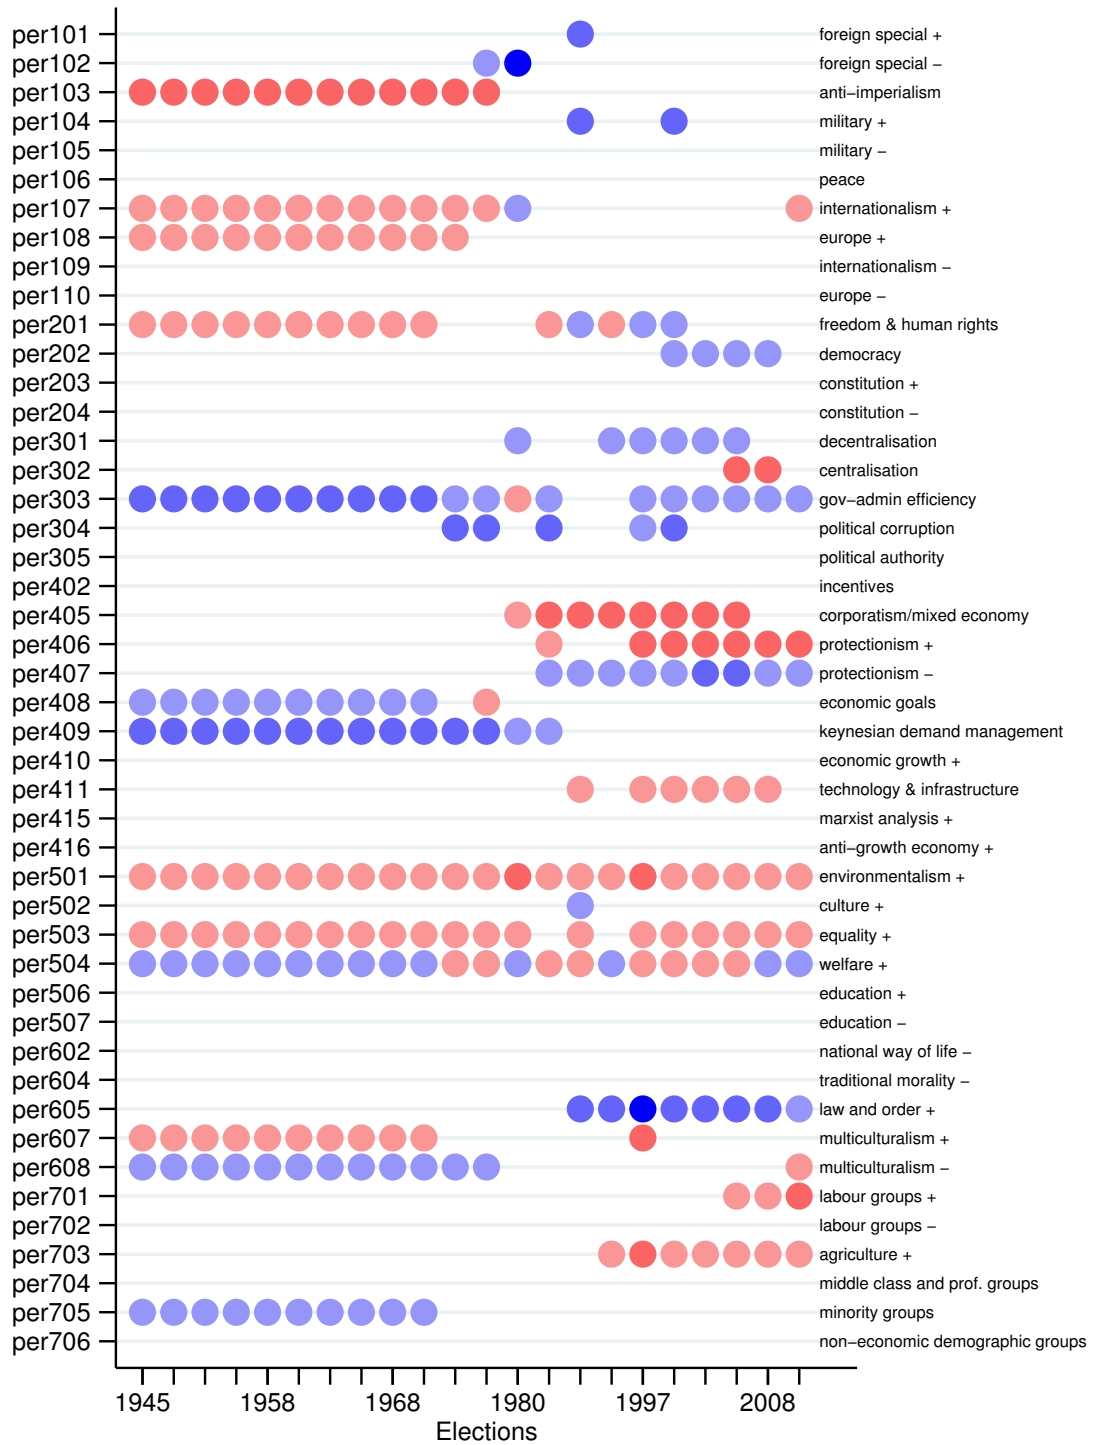 per101 foreign special +
per102 foreign special −
per103 anti−imperialism
per104 military +
per105 military −
per106 peace
per107 internationalism +
per108 europe +
per109 internationalism −
per110 europe −
per201 freedom & human rights
per202 democracy
per203 constitution +
per204 constitution −
per301 decentralisation
per302 centralisation
per303 gov−admin efficiency
per304 political corruption
per305 political authority
per402 incentives
per405 corporatism/mixed economy
per406 protectionism +
per407 protectionism −
per408 economic goals
per409 keynesian demand management
per410 economic growth +
per411 technology & infrastructure
per415 marxist analysis +
per416 anti−growth economy +
per501 environmentalism +
per502 culture +
per503 equality +
per504 welfare +
per506 education +
per507 education −
per602 national way of life −
per604 traditional morality −
per605 law and order +
per607 multiculturalism +
per608 multiculturalism −
per701 labour groups +
per702 labour groups −
per703 agriculture +
per704 middle class and prof. groups
per705 minority groups
per706 non−economic demographic groups
1945 1958 1968 1980 1997 2008
Elections